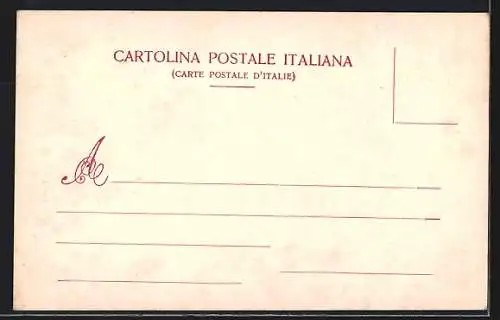 CARTOLINA POSTALE ITALIANA
(CARTE POSTALE D'ITALIE)
A